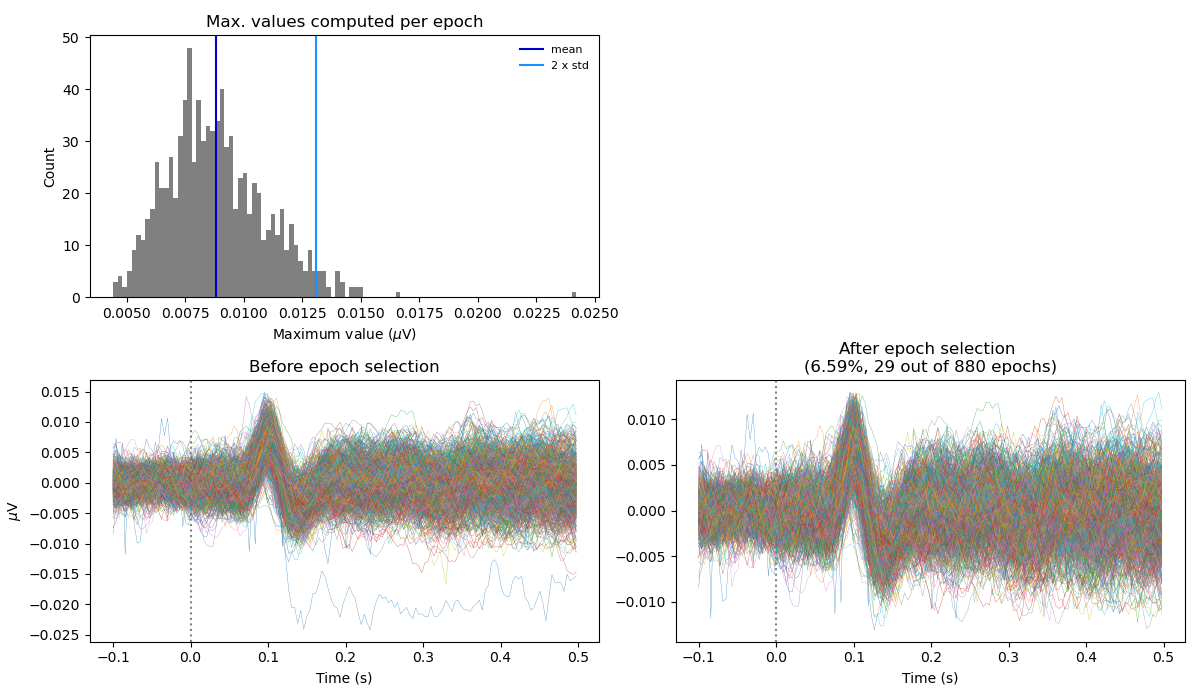 Max. values computed per epoch
50
40
30
20
10
0
Count
mean
2 x std
0.0050 0.0075 0.0100 0.0125 0.0150 0.0175 0.0200 0.0225 0.0250
Maximum value (μV)
Before epoch selection
0.015
0.010
0.005
0.000
−0.005
−0.010
−0.015
−0.020
−0.025
μV
−0.1 0.0 0.1 0.2 0.3 0.4 0.5
Time (s)
After epoch selection
(6.59%, 29 out of 880 epochs)
0.010
0.005
0.000
−0.005
−0.010
−0.1 0.0 0.1 0.2 0.3 0.4 0.5
Time (s)